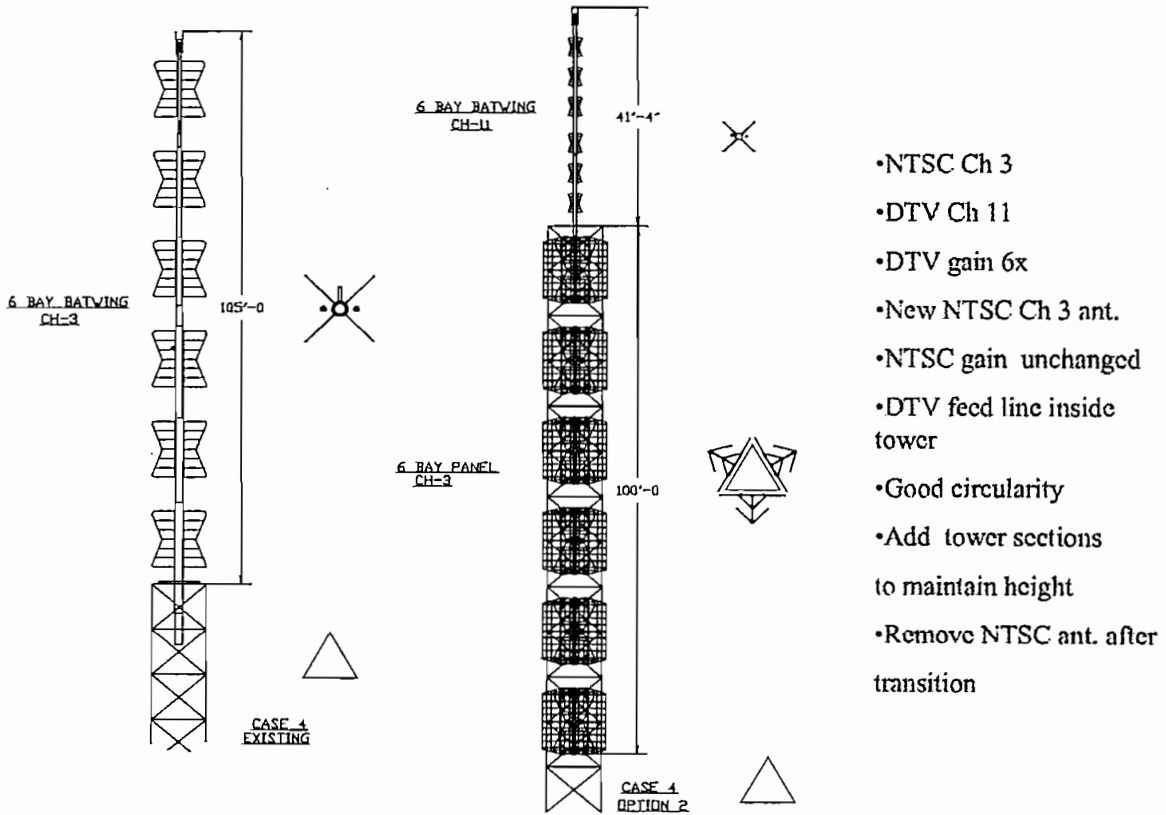 6 BAY BATWING
CH-3
105'-0
CASE 4
EXISTING
6 BAY BATWING
CH-11
41'-4"
6 BAY PANEL
CH-3
100'-0
CASE 4
OPTION 2
•NTSC Ch 3
•DTV Ch 11
•DTV gain 6x
•New NTSC Ch 3 ant.
•NTSC gain unchanged
•DTV feed line inside
tower
•Good circularity
•Add tower sections
to maintain height
•Remove NTSC ant. after
transition